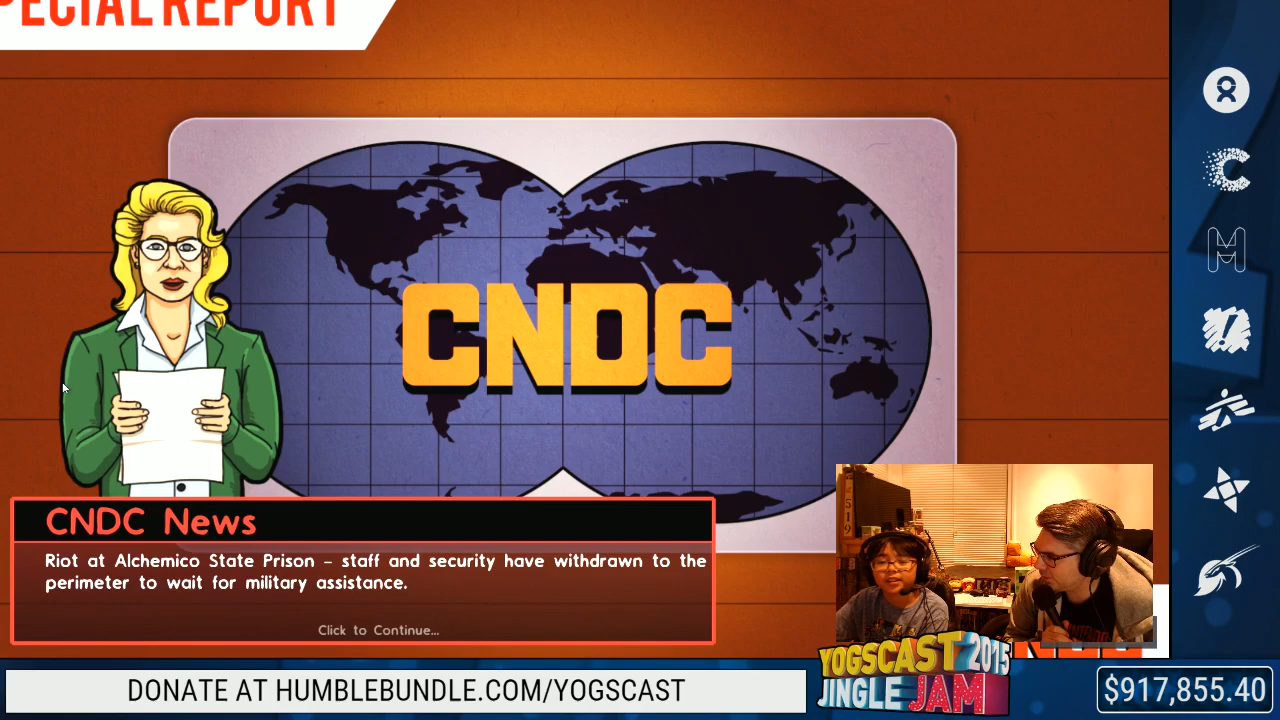 SPECIAL REPORT
CNDC
CNDC News
Riot at Alchemico State Prison – staff and security have withdrawn to the
perimeter to wait for military assistance.
Click to Continue...
DONATE AT HUMBLEBUNDLE.COM/YOGSCAST
YOGSCAST 2015
JINGLE JAM
$917,855.40